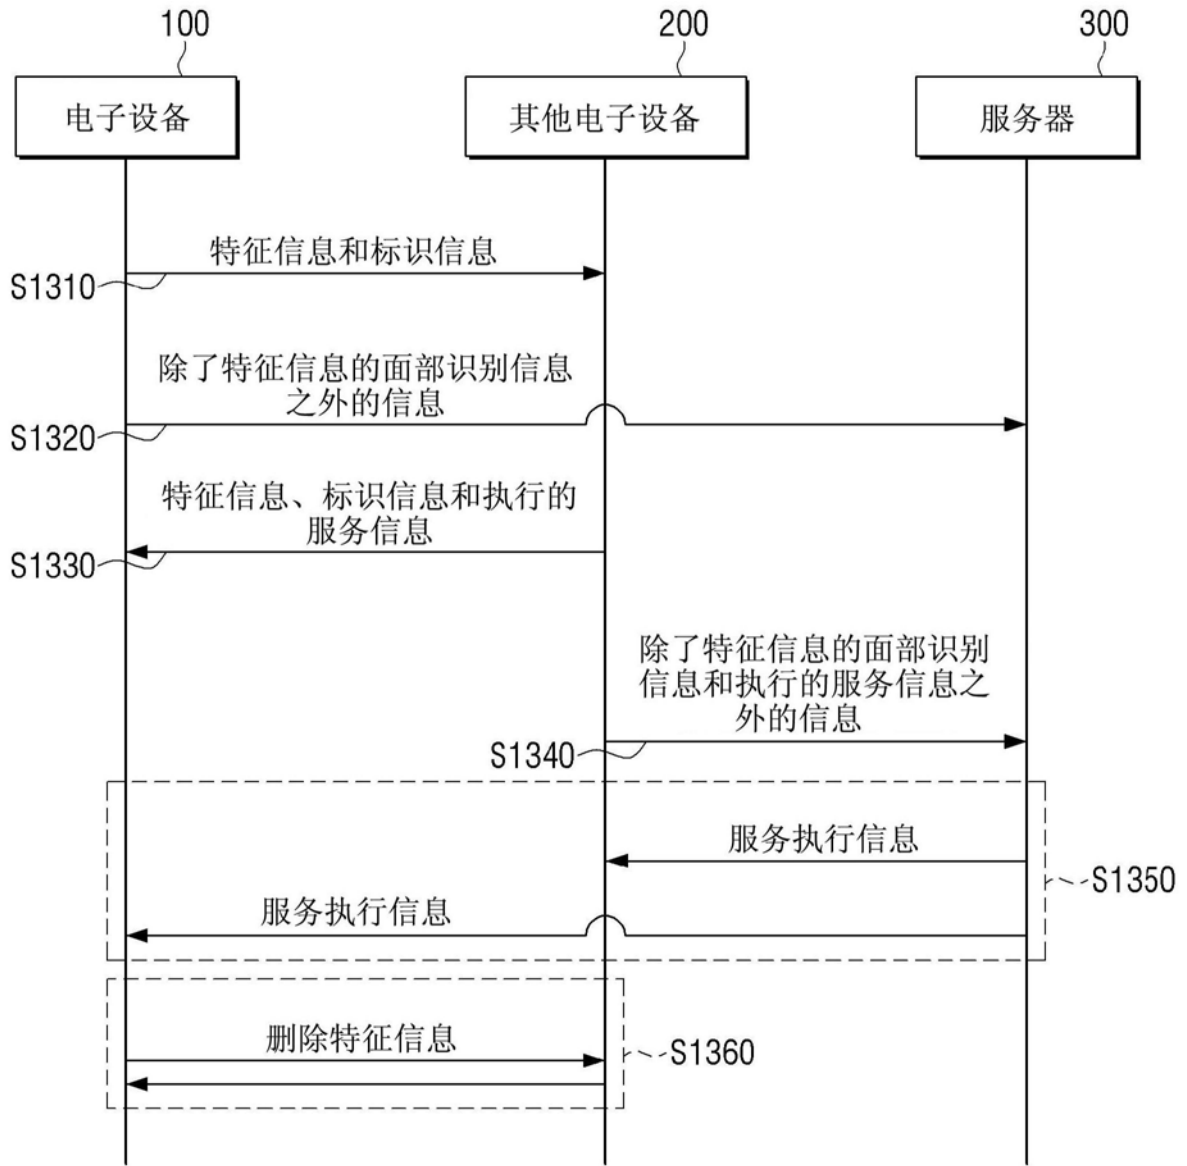 100
200
300
电子设备
其他电子设备
服务器
特征信息和标识信息
S1310
除了特征信息的面部识别信息
之外的信息
S1320
特征信息、标识信息和执行的
服务信息
S1330
除了特征信息的面部识别
信息和执行的服务信息之
外的信息
S1340
服务执行信息
S1350
服务执行信息
删除特征信息
S1360